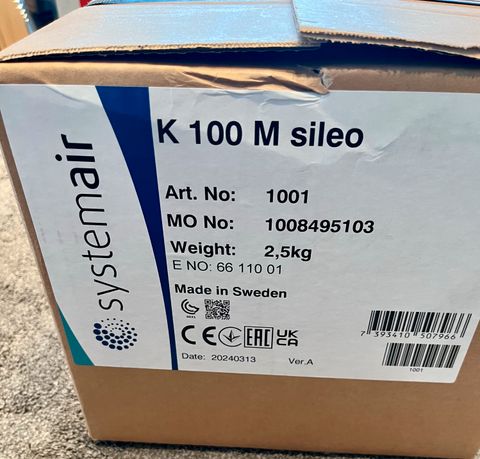 systemair
K 100 M sileo
Art. No: 1001
MO No: 1008495103
Weight: 2,5kg
E NO: 66 110 01
Made in Sweden
CE EAC UK CA
Date: 20240313 Ver.A
7 393410 507966
1001